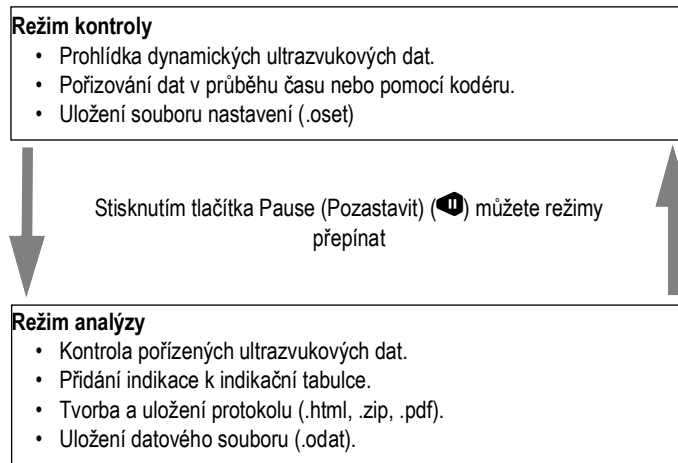 Režim kontroly
• Prohlídka dynamických ultrazvukových dat.
• Pořizování dat v průběhu času nebo pomocí kodéru.
• Uložení souboru nastavení (.oset)
Stisknutím tlačítka Pause (Pozastavit) () můžete režimy
přepínat
Režim analýzy
• Kontrola pořízených ultrazvukových dat.
• Přidání indikace k indikační tabulce.
• Tvorba a uložení protokolu (.html, .zip, .pdf).
• Uložení datového souboru (.odat).